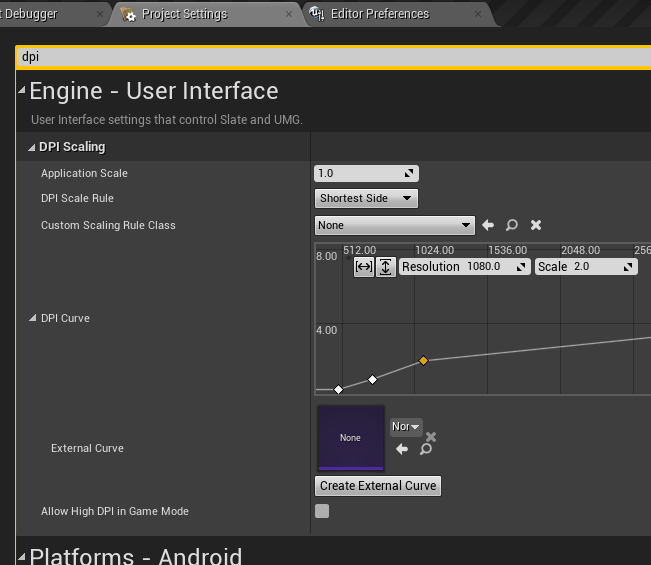 t Debugger
Project Settings
Editor Preferences
dpi
Engine - User Interface
User Interface settings that control Slate and UMG.
DPI Scaling
Application Scale
1.0
DPI Scale Rule
Shortest Side
Custom Scaling Rule Class
None
512.00
1024.00
1536.00
2048.00
256
8.00
Resolution 1080.0
Scale 2.0
DPI Curve
4.00
None
Nor
External Curve
Create External Curve
Allow High DPI in Game Mode
Platforms - Android